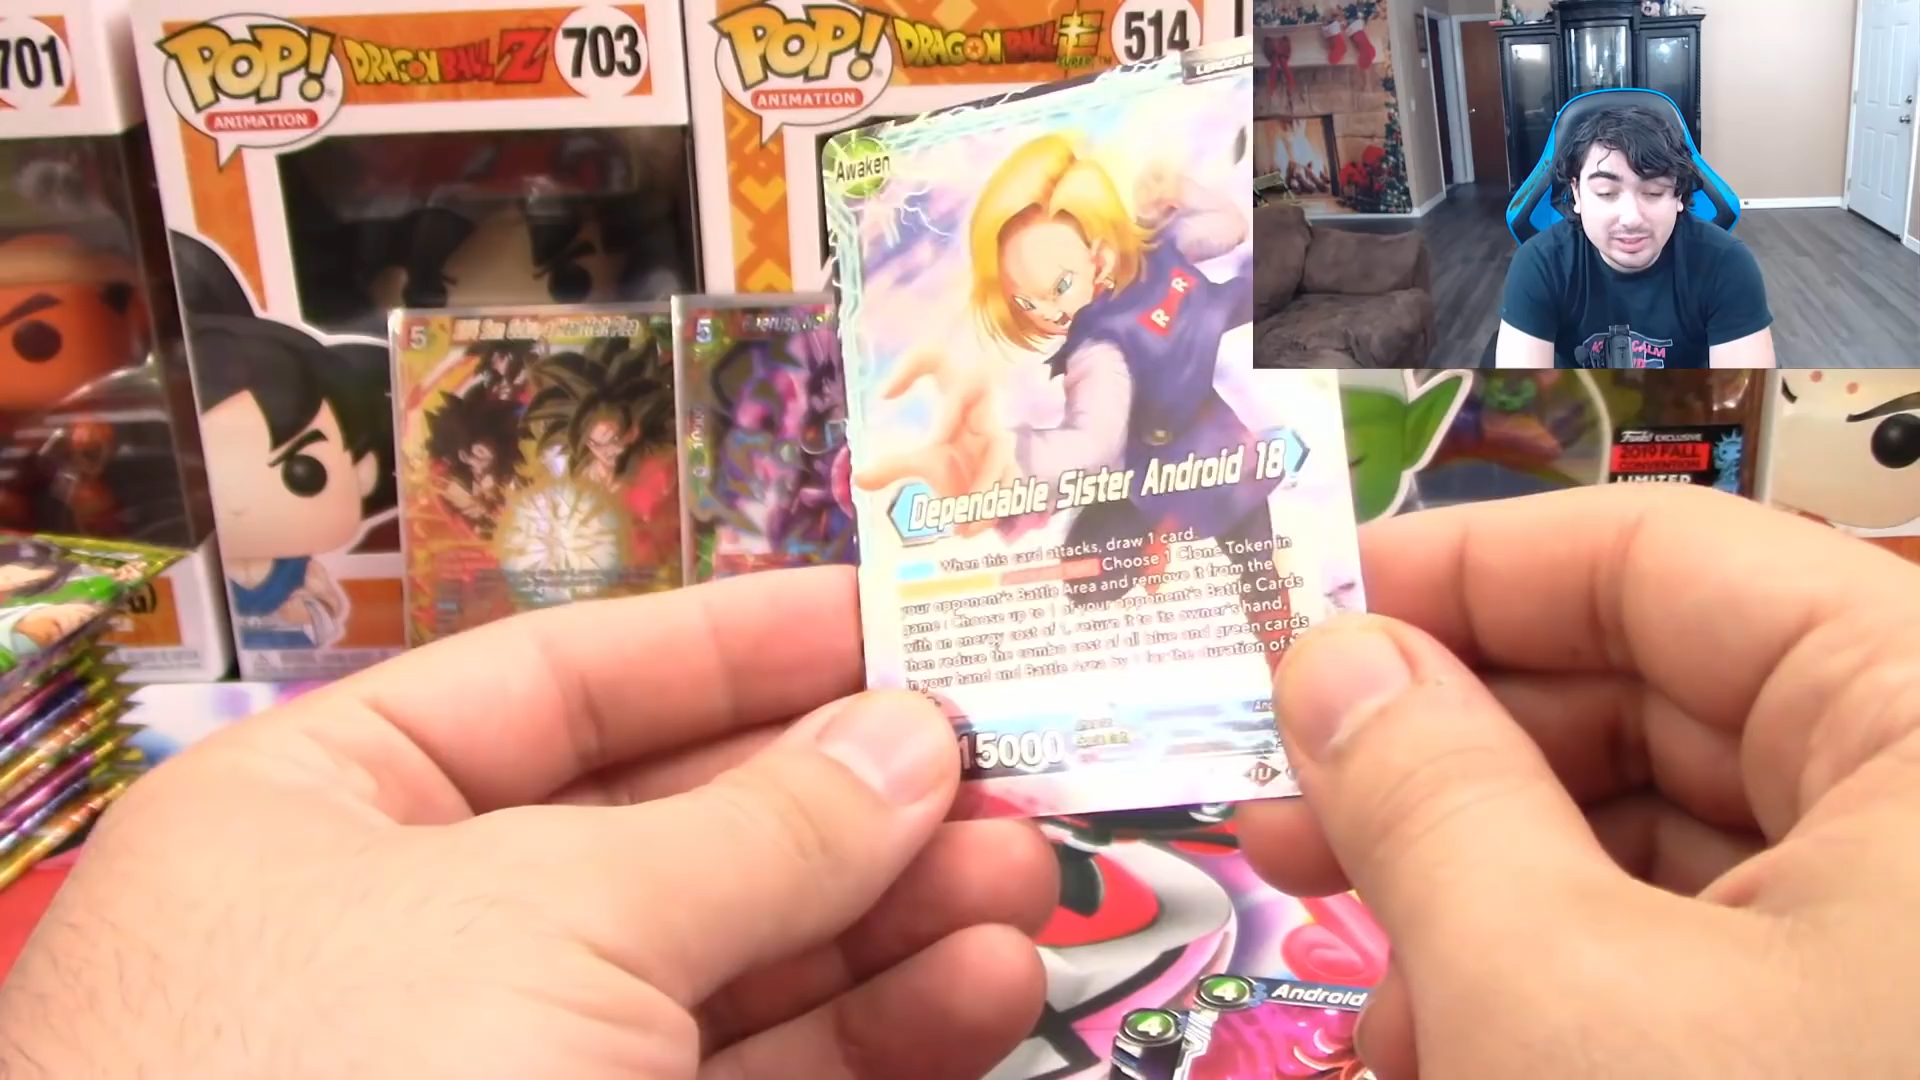 701
POP!
ANIMATION
DRAGON BALL Z
703
POP!
ANIMATION
DRAGON BALL
SUPER
514
LEADER
Awaken
R R
5
5
Dependable Sister Android 18
When this card attacks, draw 1 card.
Choose 1 Clone Token in
your opponent's Battle Area and remove it from the
game : Choose up to 1 of your opponent's Battle Cards
with an energy cost of 1, return it to its owner's hand,
then reduce the combo cost of all blue and green cards
in your hand and Battle Area by 1 for the duration of
15000
Funko EXCLUSIVE
2019 FALL
CONVENTION
LIMITED
CALM
4
Android
4